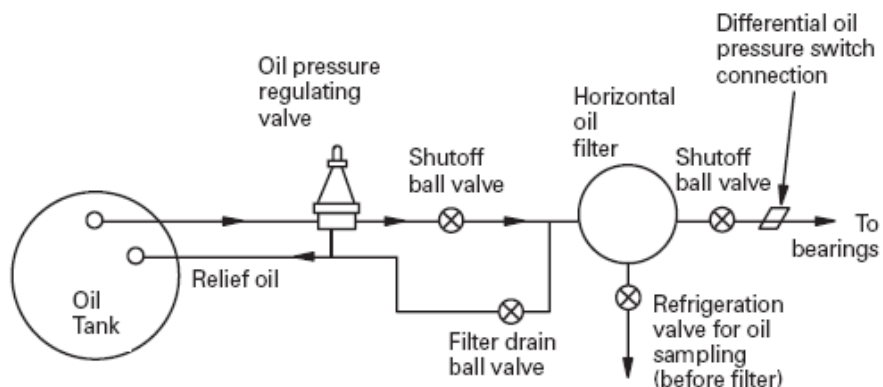 Differential oil
pressure switch
connection
Oil pressure
regulating
valve
Horizontal
oil
filter
Shutoff
ball valve
Shutoff
ball valve
To
bearings
Relief oil
Oil
Tank
Filter drain
ball valve
Refrigeration
valve for oil
sampling
(before filter)